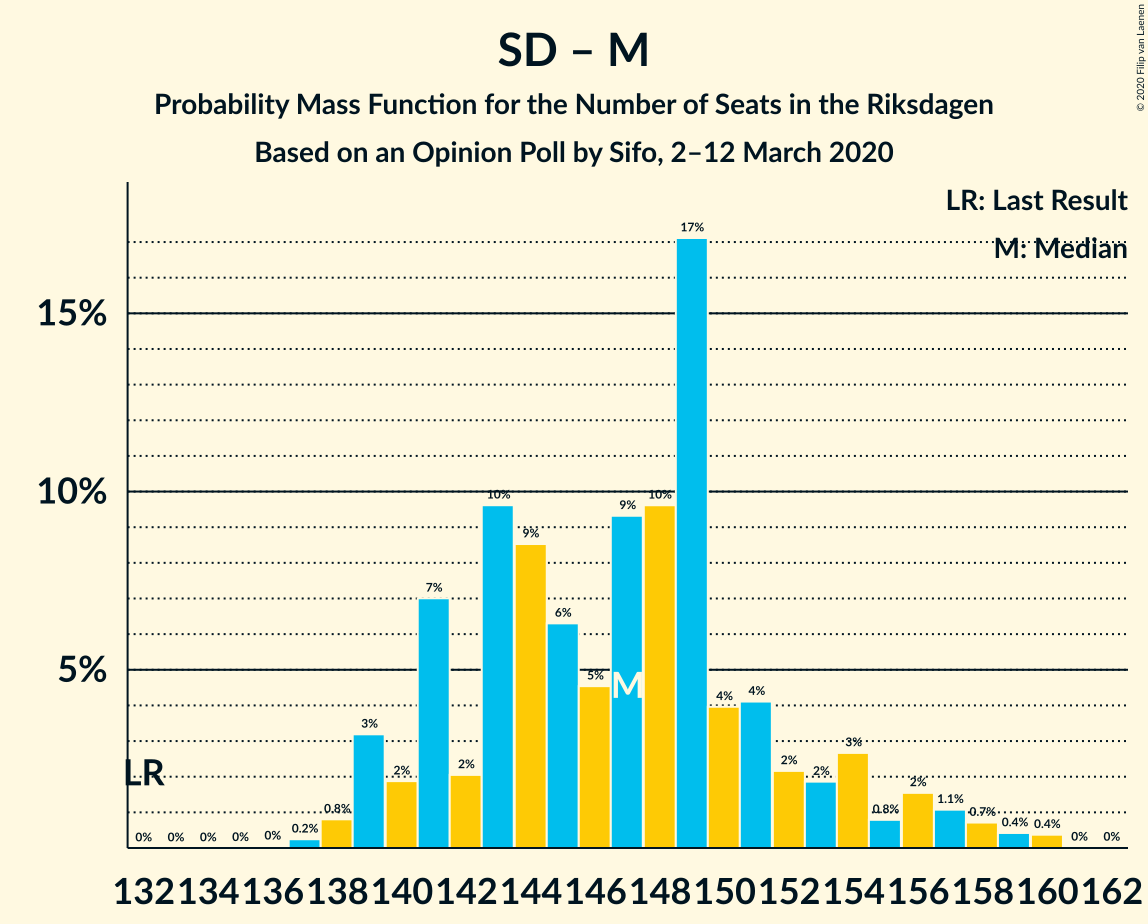 SD – M
Probability Mass Function for the Number of Seats in the Riksdagen
Based on an Opinion Poll by Sifo, 2–12 March 2020
© 2020 Filip van Laenen
LR: Last Result
M: Median
15%
10%
5%
LR
M
0% 0% 0% 0% 0% 0.2% 0.8% 3% 2% 7% 2% 10% 9% 6% 5% 9% 10% 17% 4% 4% 2% 2% 3% 0.8% 2% 1.1% 0.7% 0.4% 0.4% 0% 0%
132 134 136 138 140 142 144 146 148 150 152 154 156 158 160 162